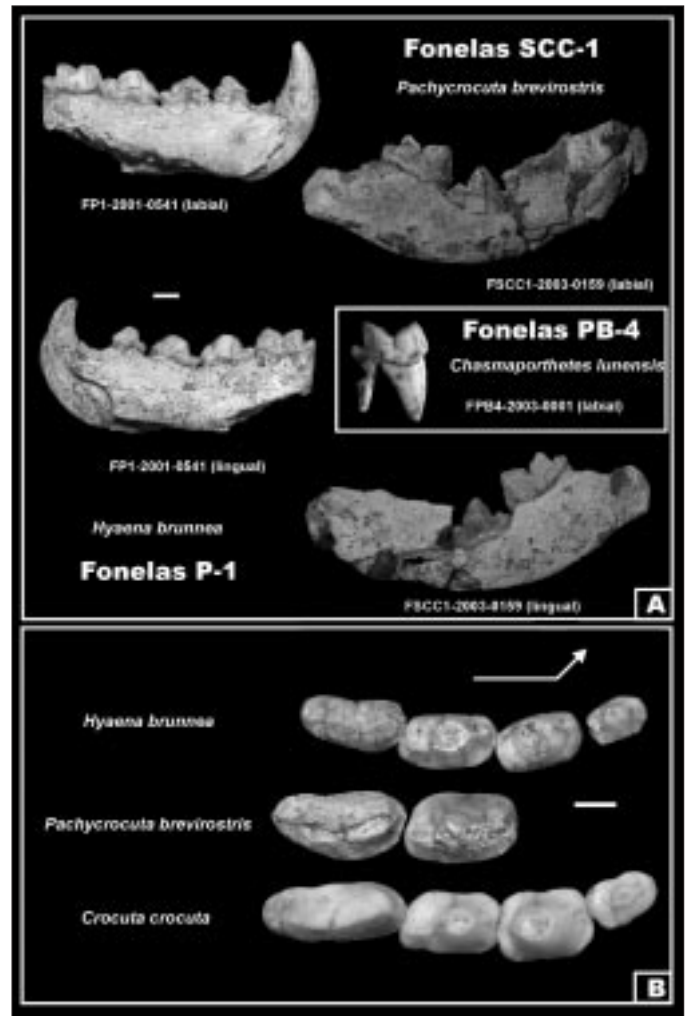 Fonelas SCC-1
Pachycrocuta brevirostris
FP1-2001-0541 (labial)
FSCC1-2003-0159 (labial)
Fonelas PB-4
Chasmaporthetes lunensis
FPB4-2003-0001 (labial)
FP1-2001-0541 (lingual)
Hyaena brunnea
Fonelas P-1
FSCC1-2003-0159 (lingual)
A
Hyaena brunnea
Pachycrocuta brevirostris
Crocuta crocuta
B